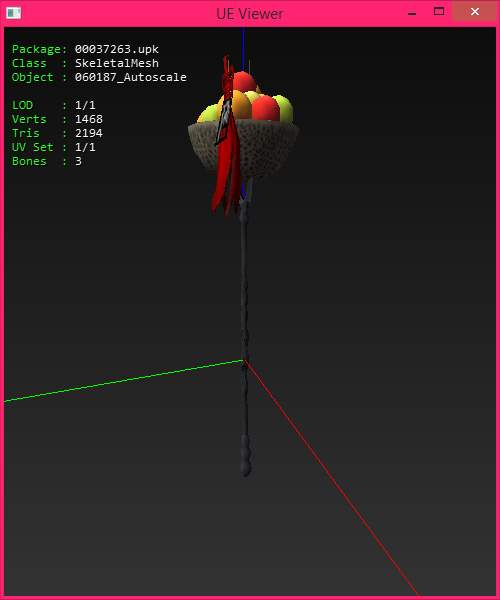 UE Viewer
Package: 00037263.upk
Class : SkeletalMesh
Object : 060187_Autoscale
LOD : 1/1
Verts : 1468
Tris : 2194
UV Set : 1/1
Bones : 3